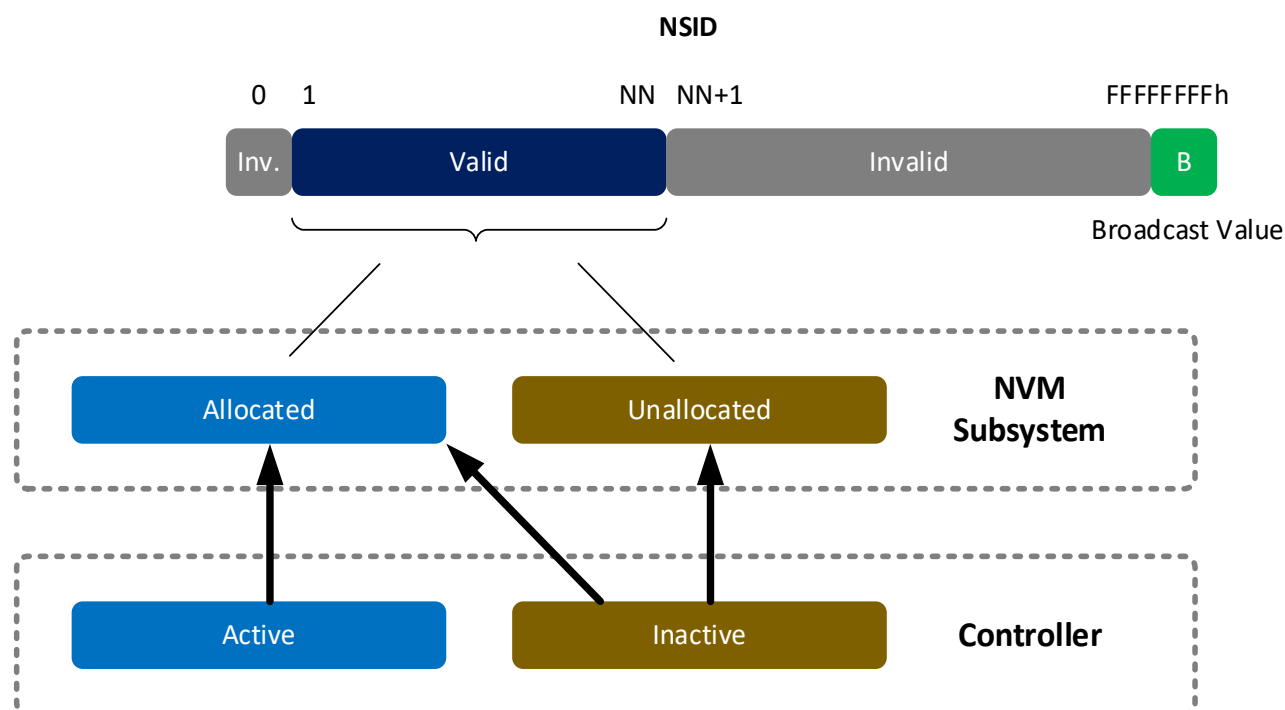 NSID
0 1 NN NN+1 FFFFFFFFh
Inv. Valid Invalid B
Broadcast Value
Allocated Unallocated NVM
Subsystem
Active Inactive Controller